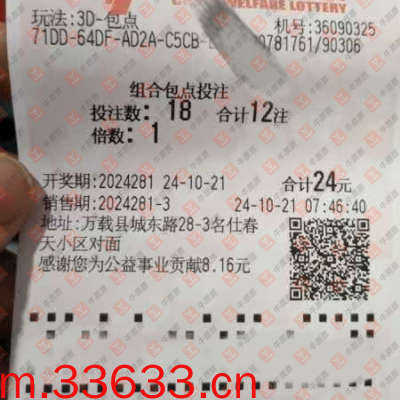 WELFARE LOTTERY
玩法:3D-包点
机号:36090325
71DD-64DF-AD2A-C5CB- 0781761/90306
组合包点投注
投注数: 18 合计12注
倍数: 1
开奖期:2024281 24-10-21 合计24元
销售期:2024281-3 24-10-21 07:46:40
地址:万载县城东路28-3名仕春
天小区对面
感谢您为公益事业贡献8.16元
m.33633.cn